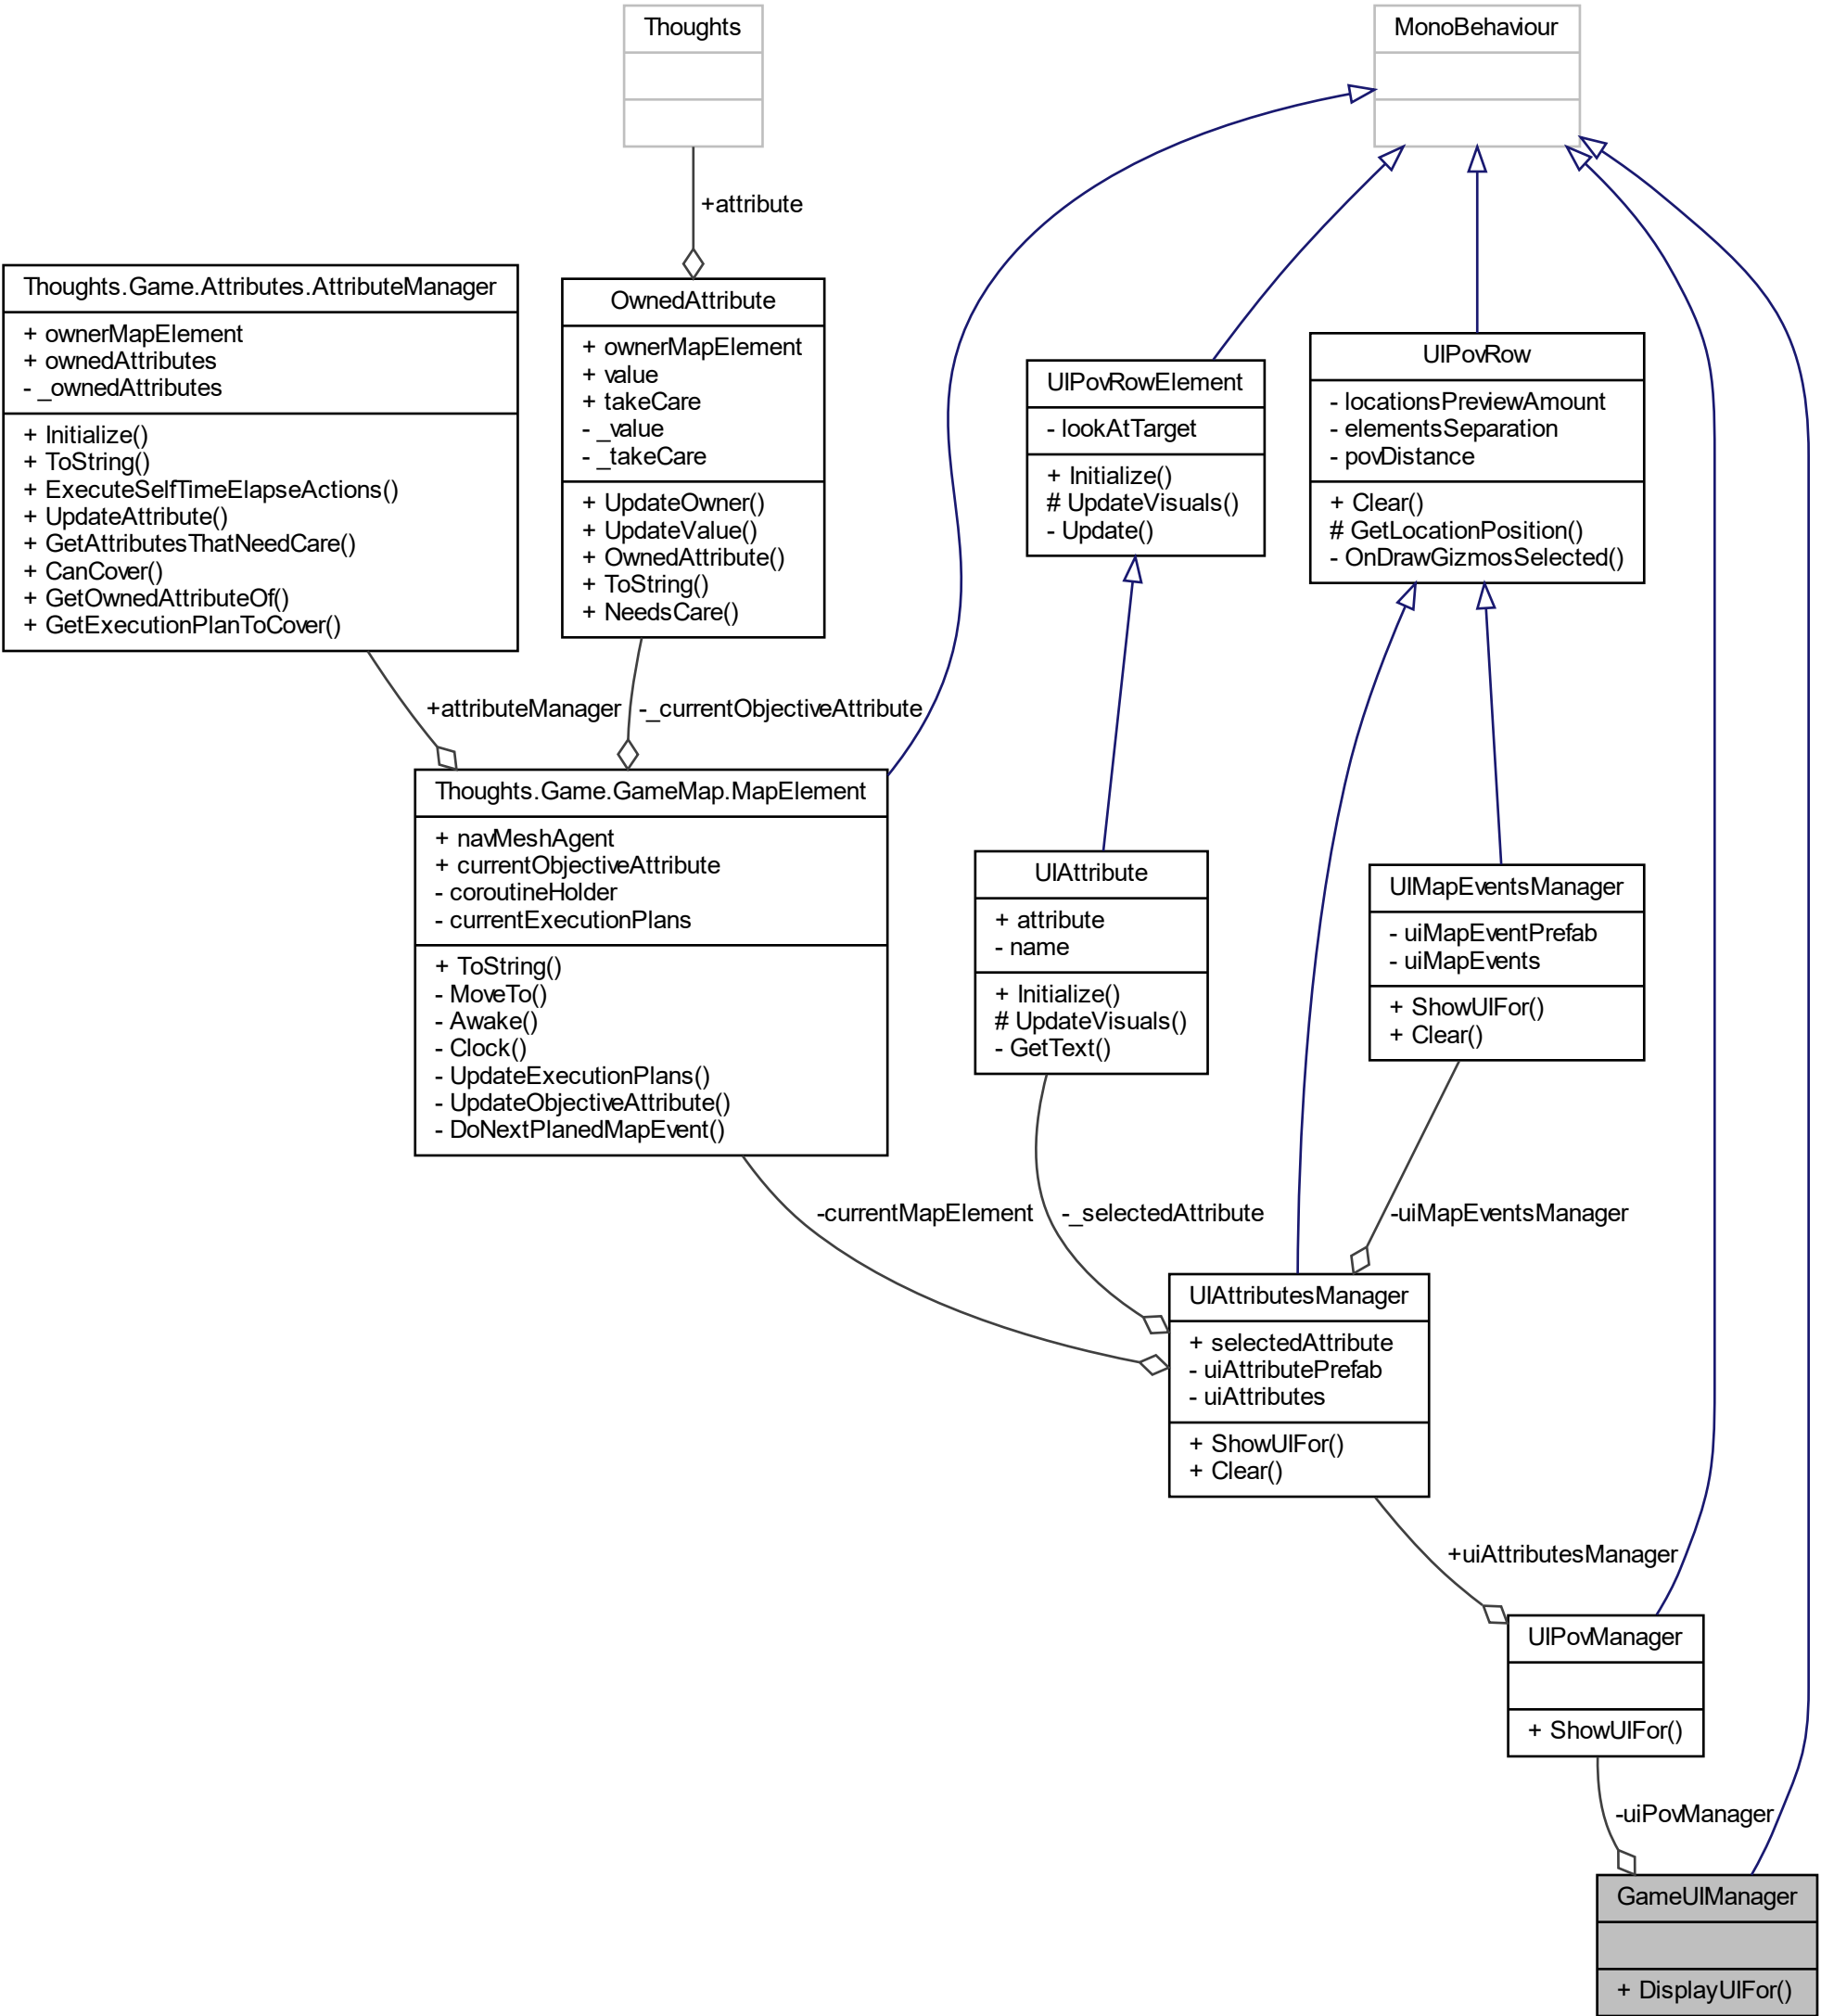 Thoughts
MonoBehaviour
+attribute
Thoughts.Game.Attributes.AttributeManager
+ ownerMapElement
+ ownedAttributes
- _ownedAttributes
+ Initialize()
+ ToString()
+ ExecuteSelfTimeElapseActions()
+ UpdateAttribute()
+ GetAttributesThatNeedCare()
+ CanCover()
+ GetOwnedAttributeOf()
+ GetExecutionPlanToCover()
OwnedAttribute
+ ownerMapElement
+ value
+ takeCare
- _value
- _takeCare
+ UpdateOwner()
+ UpdateValue()
+ OwnedAttribute()
+ ToString()
+ NeedsCare()
UIPovRowElement
- lookAtTarget
+ Initialize()
# UpdateVisuals()
- Update()
UIPovRow
- locationsPreviewAmount
- elementsSeparation
- povDistance
+ Clear()
# GetLocationPosition()
- OnDrawGizmosSelected()
+attributeManager
-_currentObjectiveAttribute
Thoughts.Game.GameMap.MapElement
+ navMeshAgent
+ currentObjectiveAttribute
- coroutineHolder
- currentExecutionPlans
+ ToString()
- MoveTo()
- Awake()
- Clock()
- UpdateExecutionPlans()
- UpdateObjectiveAttribute()
- DoNextPlanedMapEvent()
UIAttribute
+ attribute
- name
+ Initialize()
# UpdateVisuals()
- GetText()
UIMapEventsManager
- uiMapEventPrefab
- uiMapEvents
+ ShowUIFor()
+ Clear()
-currentMapElement
-_selectedAttribute
-uiMapEventsManager
UIAttributesManager
+ selectedAttribute
- uiAttributePrefab
- uiAttributes
+ ShowUIFor()
+ Clear()
+uiAttributesManager
UIPovManager
+ ShowUIFor()
-uiPovManager
GameUIManager
+ DisplayUIFor()